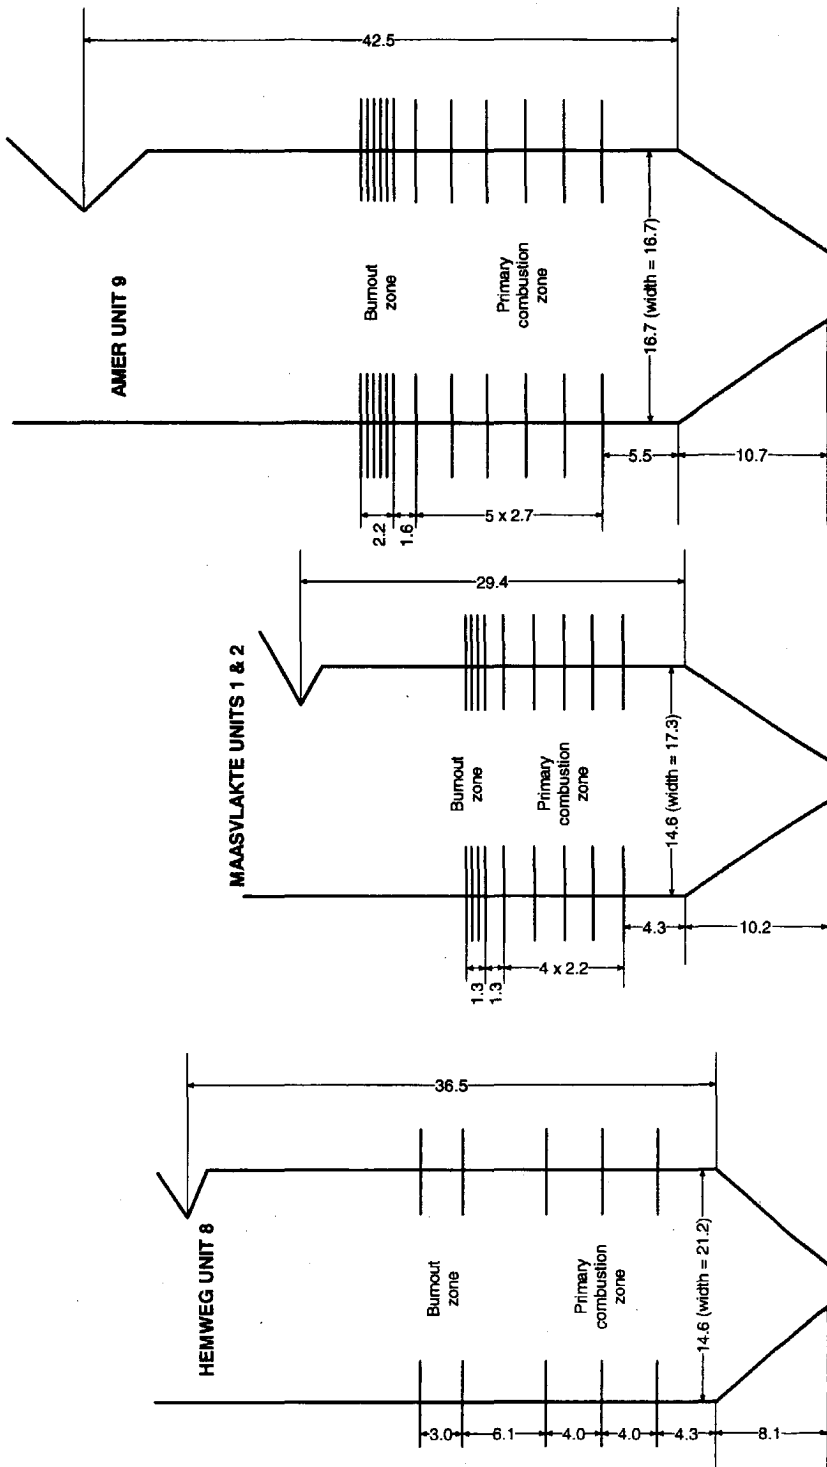 AMER UNIT 9
42.5
Burnout
zone
Primary
combustion
zone
16.7 (width = 16.7)
2.2
1.6
5 x 2.7
5.5
10.7
MAASVLAKTE UNITS 1 & 2
29.4
Burnout
zone
Primary
combustion
zone
14.6 (width = 17.3)
1.3
1.3
4 x 2.2
4.3
10.2
HEMWEG UNIT 8
36.5
Burnout
zone
Primary
combustion
zone
14.6 (width = 21.2)
3.0
6.1
4.0
4.0
4.3
8.1